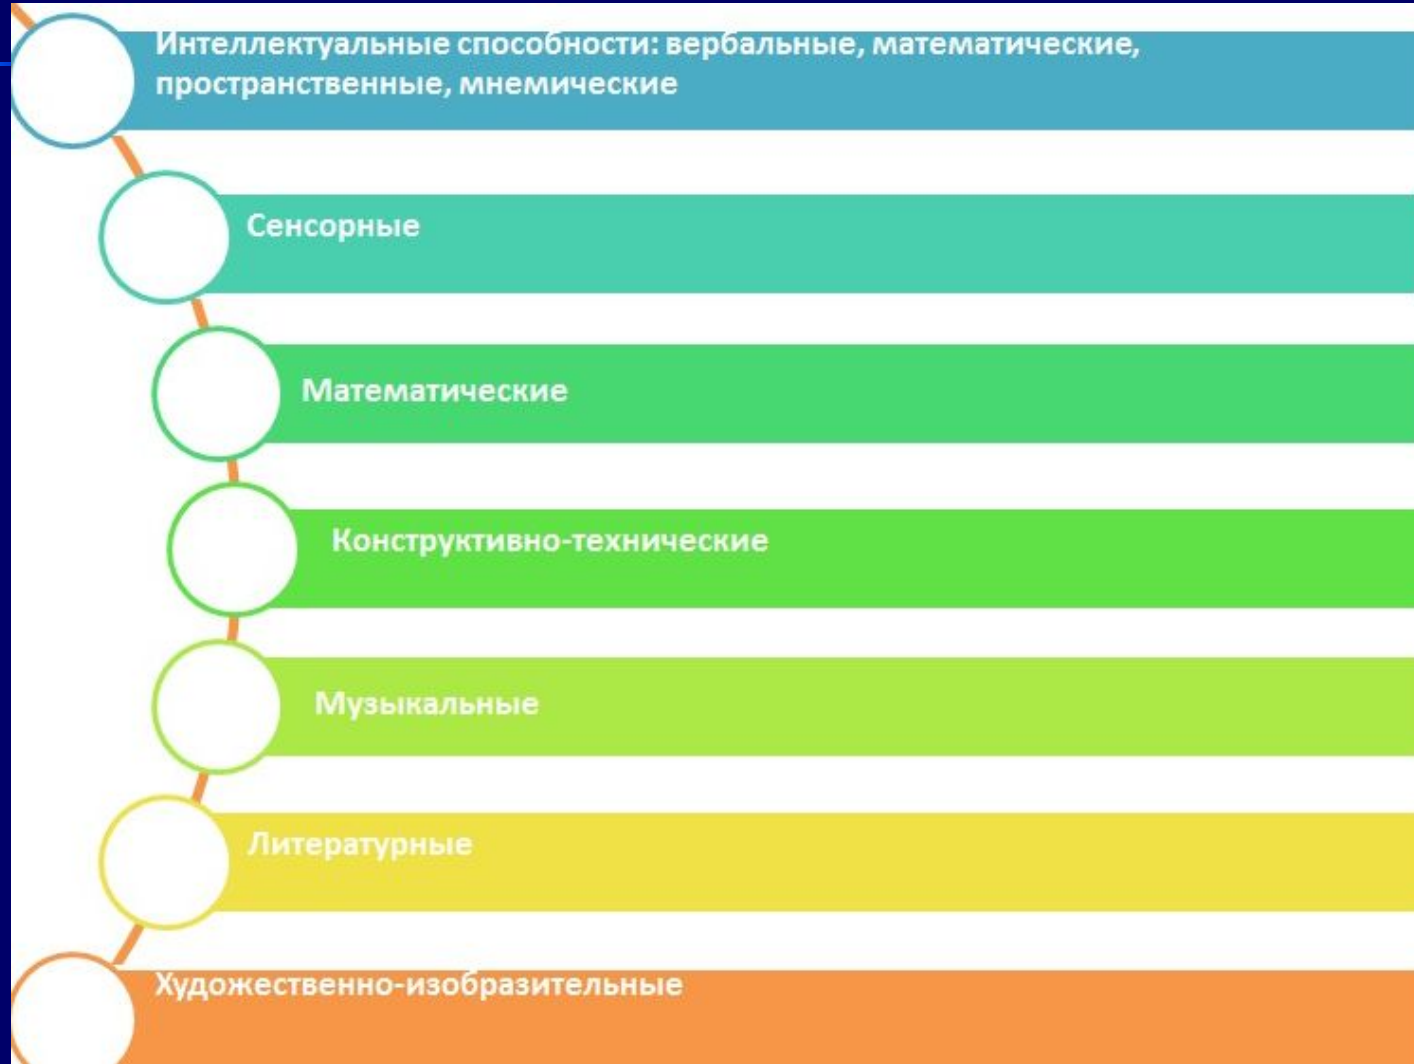 Интеллектуальные способности: вербальные, математические,
пространственные, мнемические
Сенсорные
Математические
Конструктивно-технические
Музыкальные
Литературные
Художественно-изобразительные